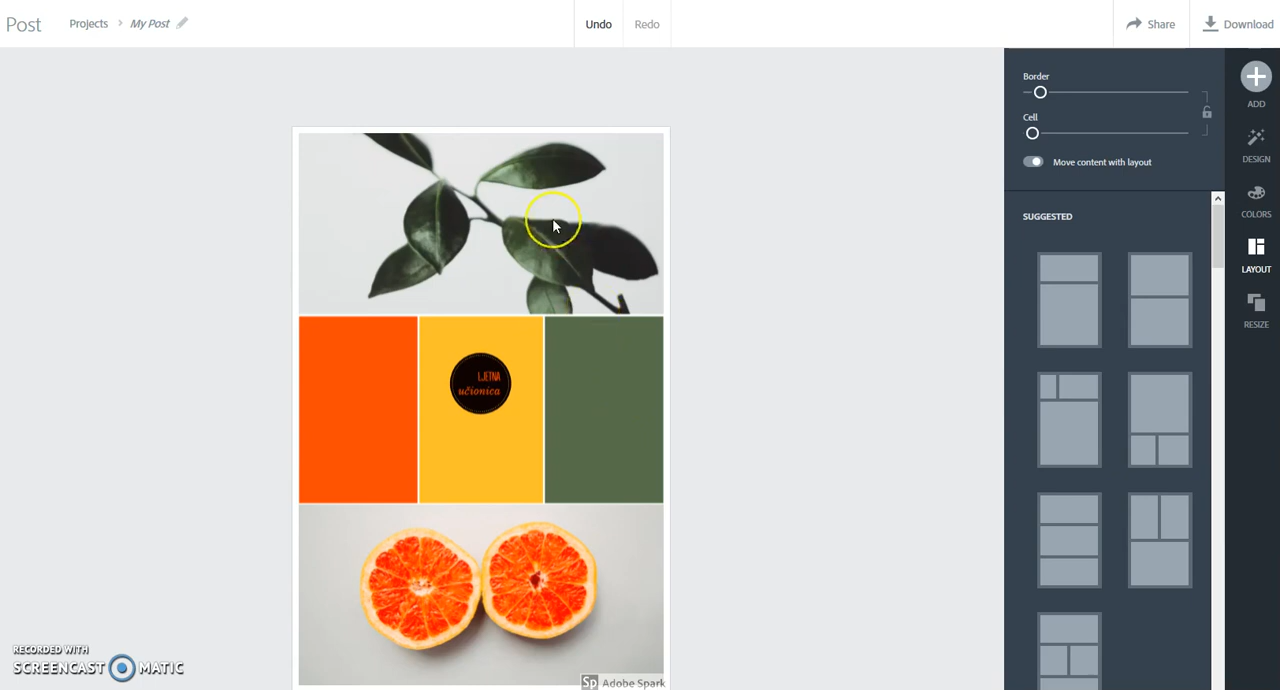 Post
Projects > My Post
Undo
Redo
Share
Download
Border
Cell
Move content with layout
SUGGESTED
ADD
DESIGN
COLORS
LAYOUT
RESIZE
LJETNA
učionica
Sp Adobe Spark
RECORDED WITH
SCREENCAST MATIC